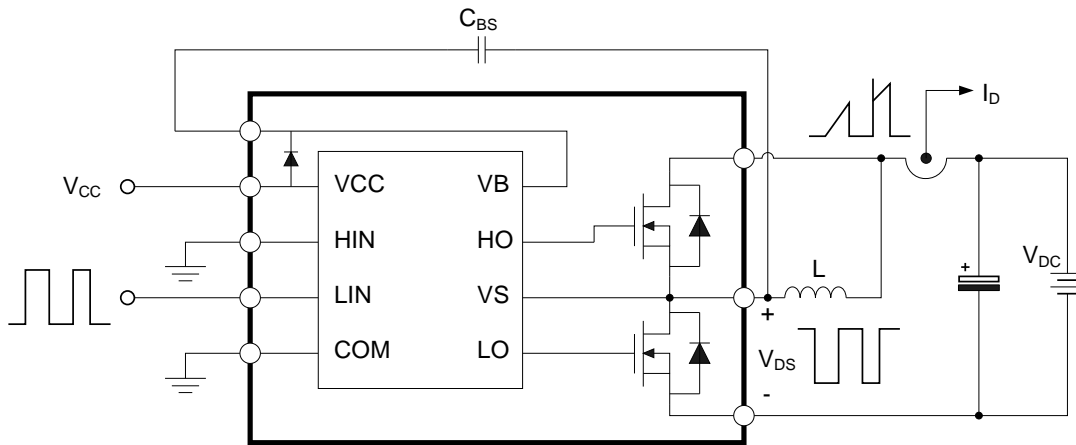 C_BS
I_D
V_CC
VCC VB
HIN HO
L
V_DC
+
LIN VS
+
COM LO
V_DS
-